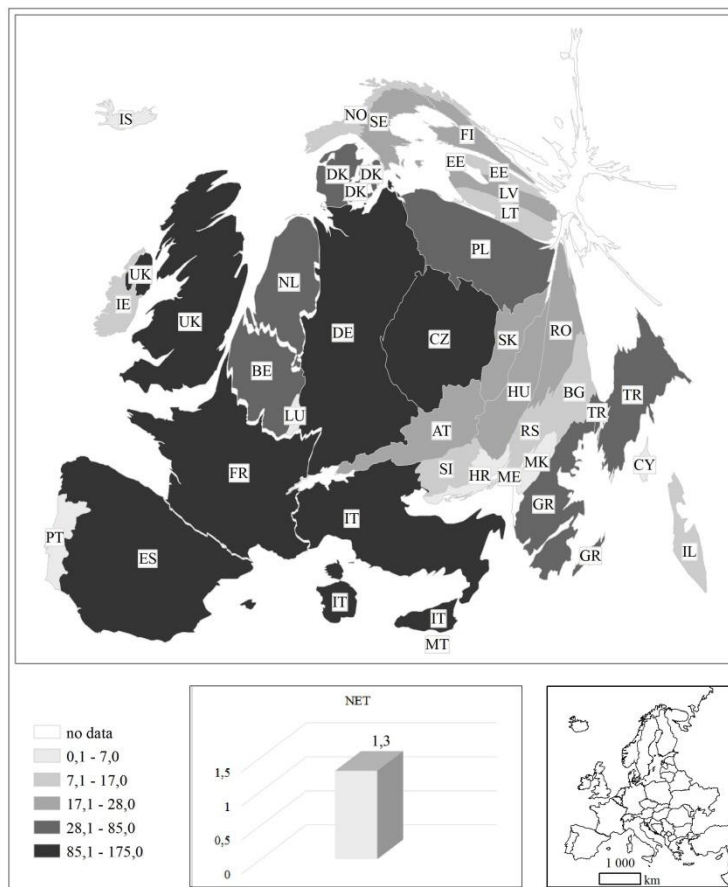 IS
NO
SE
FI
EE
EE
LV
LT
DK
DK
DK
PL
UK
UK
IE
NL
DE
CZ
SK
RO
BE
HU
TR
TR
BG
LU
AT
RS
FR
SI
HR
ME
MK
CY
GR
PT
ES
IT
GR
IL
IT
IT
MT
no data
0,1 - 7,0
7,1 - 17,0
17,1 - 28,0
28,1 - 85,0
85,1 - 175,0
NET
1,3
1,5
1
0,5
0
1 000
km